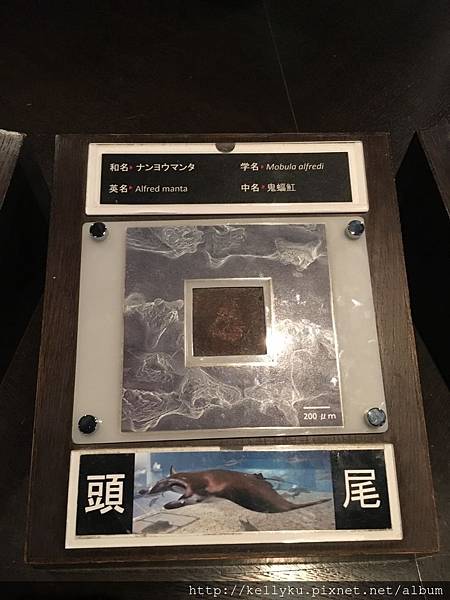 和名▸ナンヨウマンタ 学名▸Mobula alfredi
英名▸Alfred manta 中名▸鬼蝠魟
200 μm
頭 尾
http://kellyku.pixnet.net/album